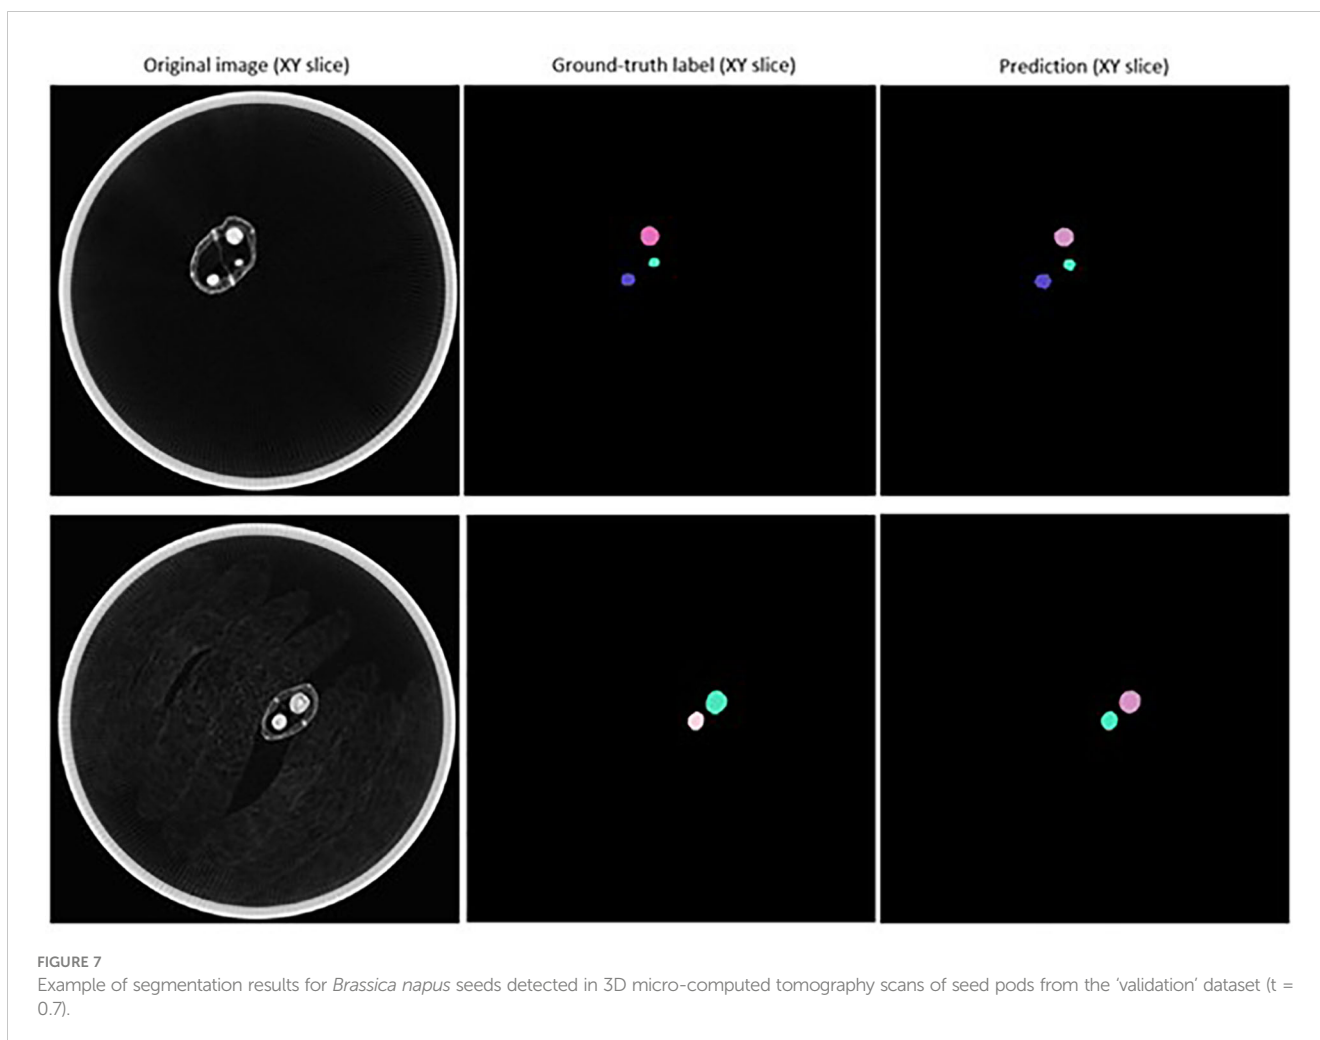 Original image (XY slice)
Ground-truth label (XY slice)
Prediction (XY slice)
FIGURE 7
Example of segmentation results for Brassica napus seeds detected in 3D micro-computed tomography scans of seed pods from the ‘validation’ dataset (t =
0.7).